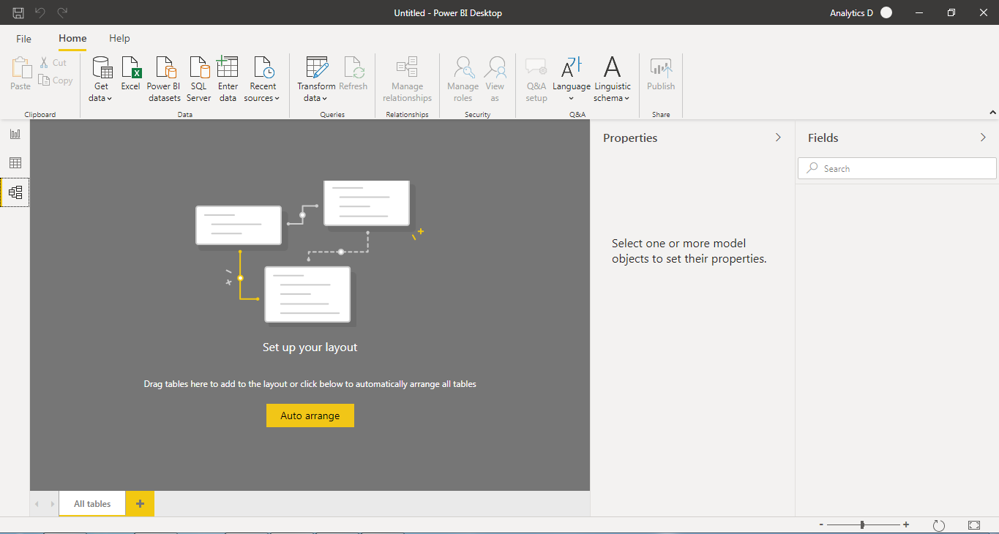 Untitled - Power BI Desktop
Analytics D
File
Home
Help
Paste
Cut
Copy
Clipboard
Get
data
Excel
Power BI
datasets
SQL
Server
Enter
data
Recent
sources
Data
Transform
data
Refresh
Queries
Manage
relationships
Relationships
Manage
roles
View
as
Security
Q&A
setup
Language
Linguistic
schema
Q&A
Publish
Share
Set up your layout
Drag tables here to add to the layout or click below to automatically arrange all tables
Auto arrange
Properties
Select one or more model
objects to set their properties.
Fields
Search
All tables